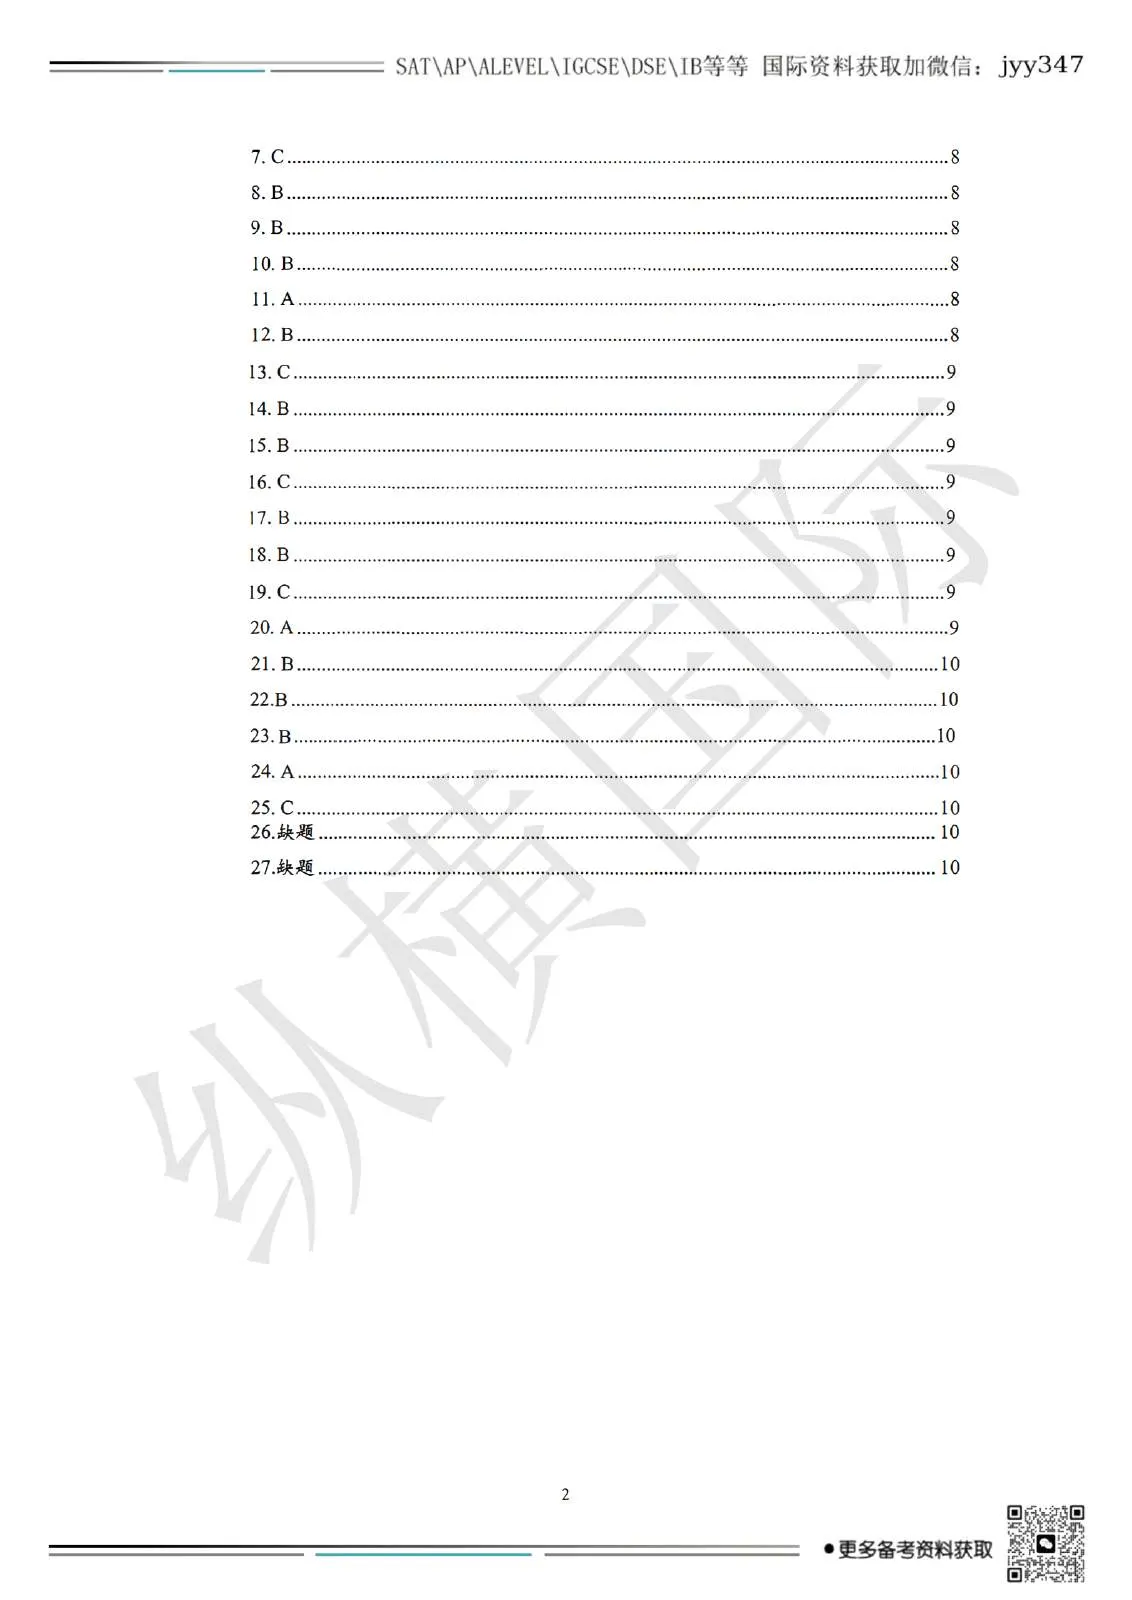 SAT\AP\ALEVEL\IGCSE\DSE\IB等等 国际资料获取加微信：jyy347
7. C........................................8
8. B........................................8
9. B........................................8
10. B........................................8
11. A........................................8
12. B........................................8
13. C........................................9
14. B........................................9
15. B........................................9
16. C........................................9
17. B........................................9
18. B........................................9
19. C........................................9
20. A........................................9
21. B........................................10
22.B........................................10
23. B........................................10
24. A........................................10
25. C........................................10
26.缺题........................................10
27.缺题........................................10
纵横国际
2
●更多备考资料获取